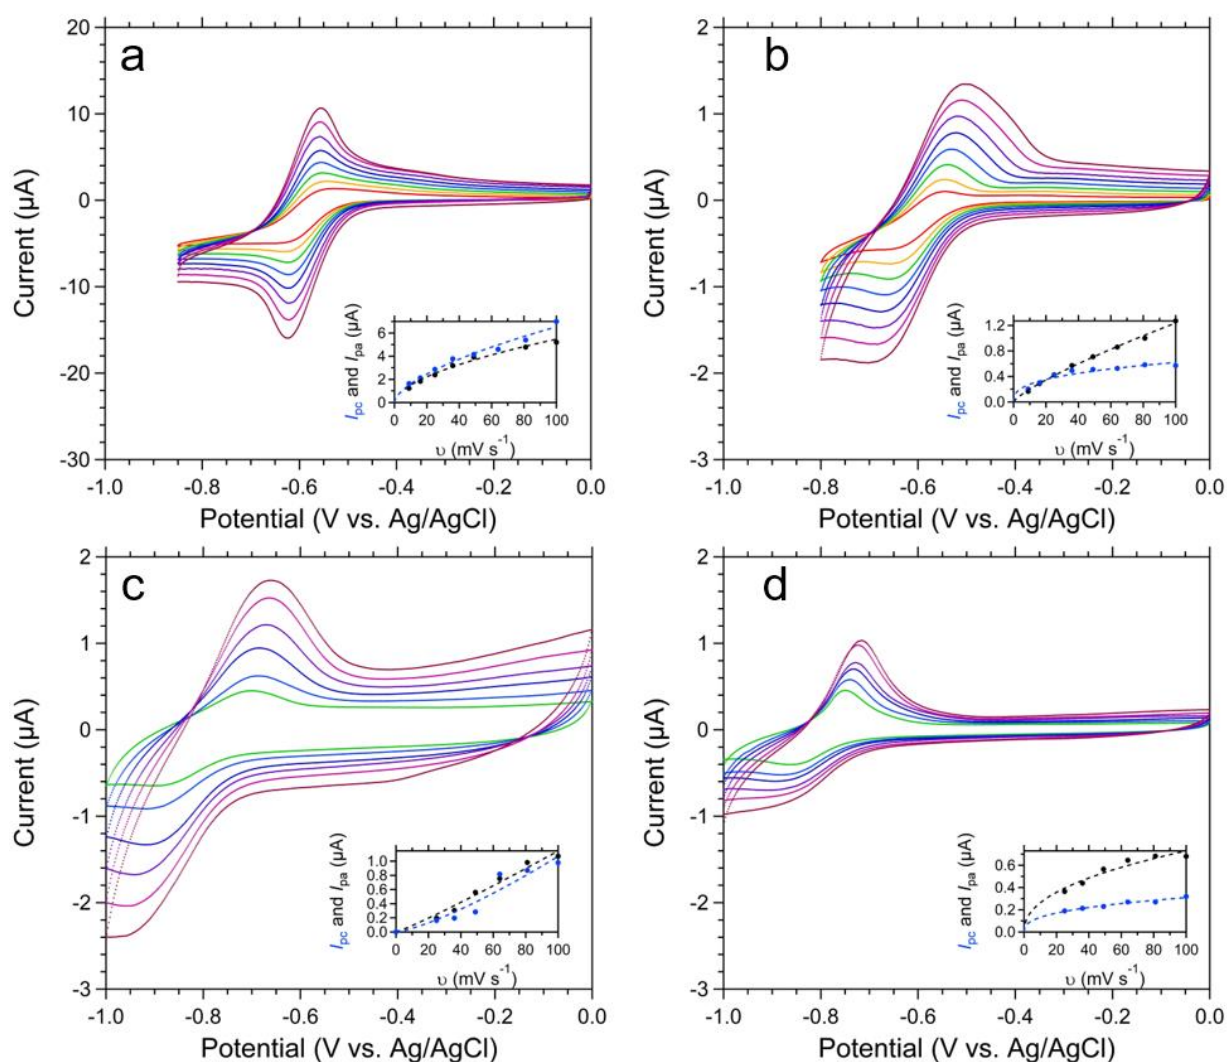 a
20
10
0
-10
-20
-30
Current (µA)
-1.0 -0.8 -0.6 -0.4 -0.2 0.0
Potential (V vs. Ag/AgCl)
Ipc and Ipa (µA)
6
4
2
0
0 20 40 60 80 100
υ (mV s⁻¹)
b
2
1
0
-1
-2
-3
Current (µA)
-1.0 -0.8 -0.6 -0.4 -0.2 0.0
Potential (V vs. Ag/AgCl)
Ipc and Ipa (µA)
1.2
0.8
0.4
0.0
0 20 40 60 80 100
υ (mV s⁻¹)
c
2
1
0
-1
-2
-3
Current (µA)
-1.0 -0.8 -0.6 -0.4 -0.2 0.0
Potential (V vs. Ag/AgCl)
Ipc and Ipa (µA)
1.0
0.8
0.6
0.4
0.2
0.0
0 20 40 60 80 100
υ (mV s⁻¹)
d
2
1
0
-1
-2
-3
Current (µA)
-1.0 -0.8 -0.6 -0.4 -0.2 0.0
Potential (V vs. Ag/AgCl)
Ipc and Ipa (µA)
0.6
0.4
0.2
0.0
0 20 40 60 80 100
υ (mV s⁻¹)